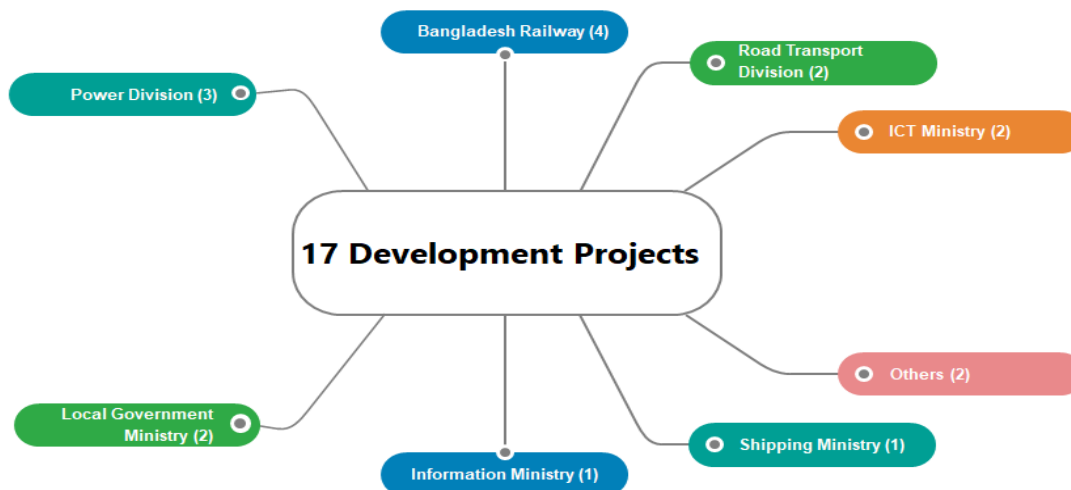 Bangladesh Railway (4)
Road Transport
Division (2)
Power Division (3)
ICT Ministry (2)
17 Development Projects
Others (2)
Local Government
Ministry (2)
Shipping Ministry (1)
Information Ministry (1)